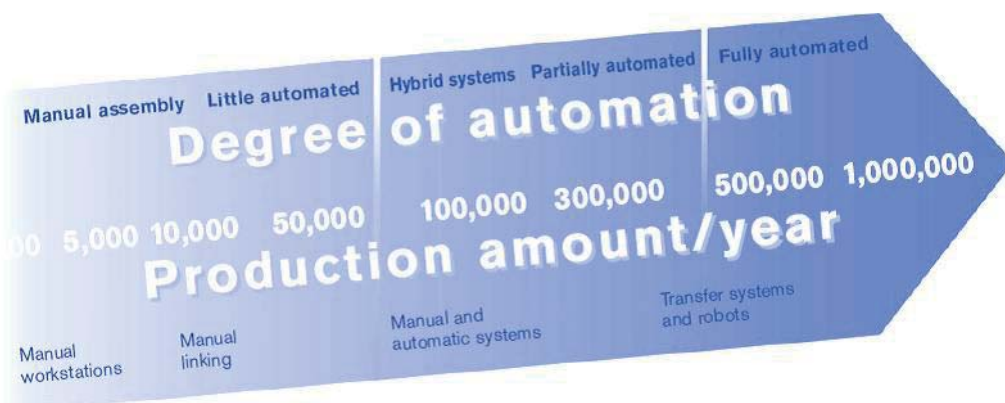 Manual assembly Little automated Hybrid systems Partially automated Fully automated
Degree of automation
5,000 10,000 50,000 100,000 300,000 500,000 1,000,000
Production amount/year
Manual
workstations
Manual
linking
Manual and
automatic systems
Transfer systems
and robots